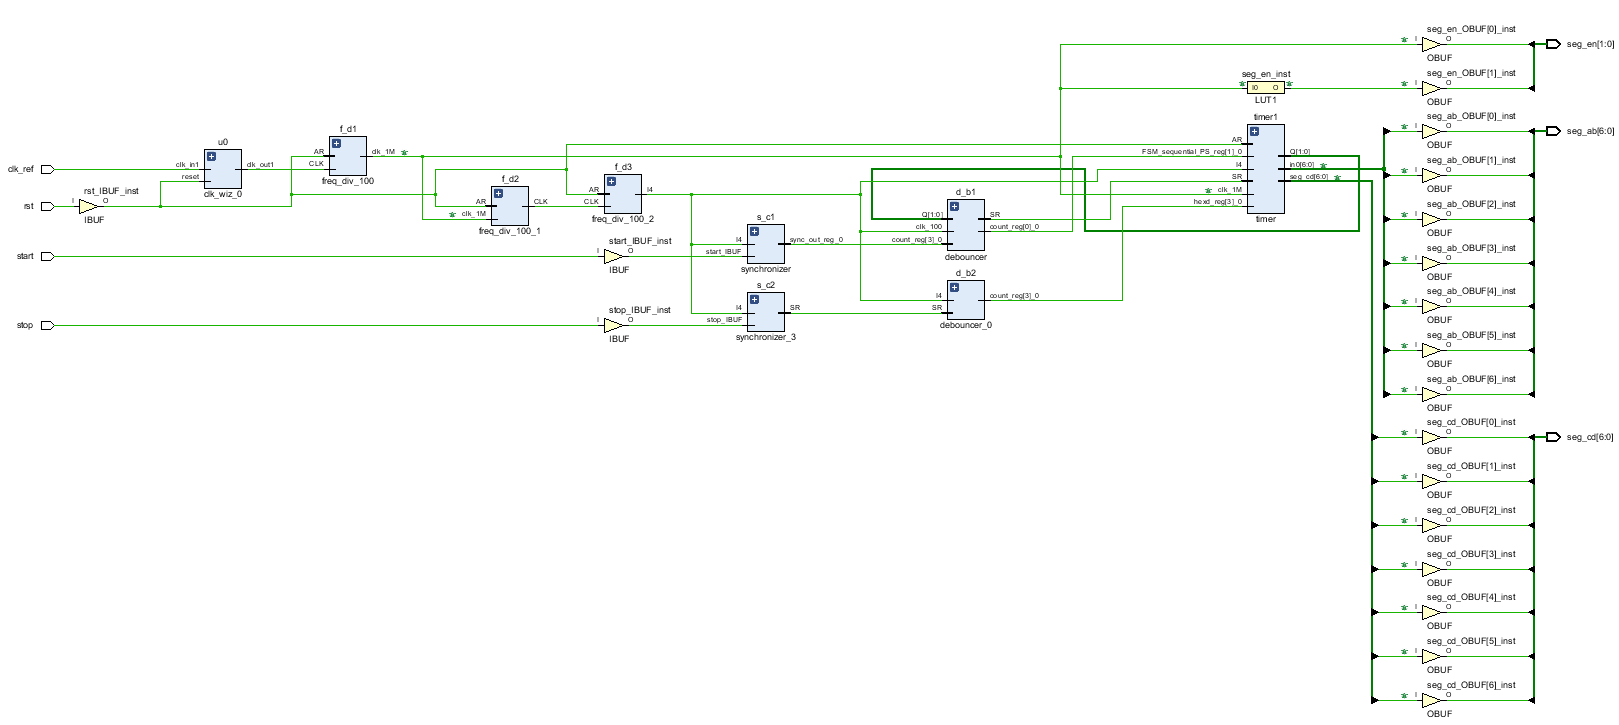 clk_ref
rst
start
stop
rst_IBUF_inst
I
O
IBUF
u0
clk_in1
reset
clk_out1
clk_wiz_0
f_d1
AR
CLK
clk_1M
freq_div_100
f_d2
AR
clk_1M
CLK
freq_div_100_1
f_d3
AR
CLK
I4
freq_div_100_2
start_IBUF_inst
I
O
IBUF
stop_IBUF_inst
I
O
IBUF
s_c1
I4
start_IBUF
sync_out_reg_0
synchronizer
s_c2
I4
stop_IBUF
SR
synchronizer_3
d_b1
Q[1:0]
clk_100
count_reg[3]_0
SR
count_reg[0]_0
debouncer
d_b2
I4
SR
count_reg[3]_0
debouncer_0
seg_en_inst
I0
O
LUT1
timer1
AR
FSM_sequential_PS_reg[1]_0
I4
SR
clk_1M
hexd_reg[3]_0
Q[1:0]
in0[6:0]
seg_cd[6:0]
timer
seg_en_OBUF[0]_inst
I
O
OBUF
seg_en[1:0]
seg_en_OBUF[1]_inst
I
O
OBUF
seg_ab_OBUF[0]_inst
I
O
OBUF
seg_ab[6:0]
seg_ab_OBUF[1]_inst
I
O
OBUF
seg_ab_OBUF[2]_inst
I
O
OBUF
seg_ab_OBUF[3]_inst
I
O
OBUF
seg_ab_OBUF[4]_inst
I
O
OBUF
seg_ab_OBUF[5]_inst
I
O
OBUF
seg_ab_OBUF[6]_inst
I
O
OBUF
seg_cd_OBUF[0]_inst
I
O
OBUF
seg_cd[6:0]
seg_cd_OBUF[1]_inst
I
O
OBUF
seg_cd_OBUF[2]_inst
I
O
OBUF
seg_cd_OBUF[3]_inst
I
O
OBUF
seg_cd_OBUF[4]_inst
I
O
OBUF
seg_cd_OBUF[5]_inst
I
O
OBUF
seg_cd_OBUF[6]_inst
I
O
OBUF